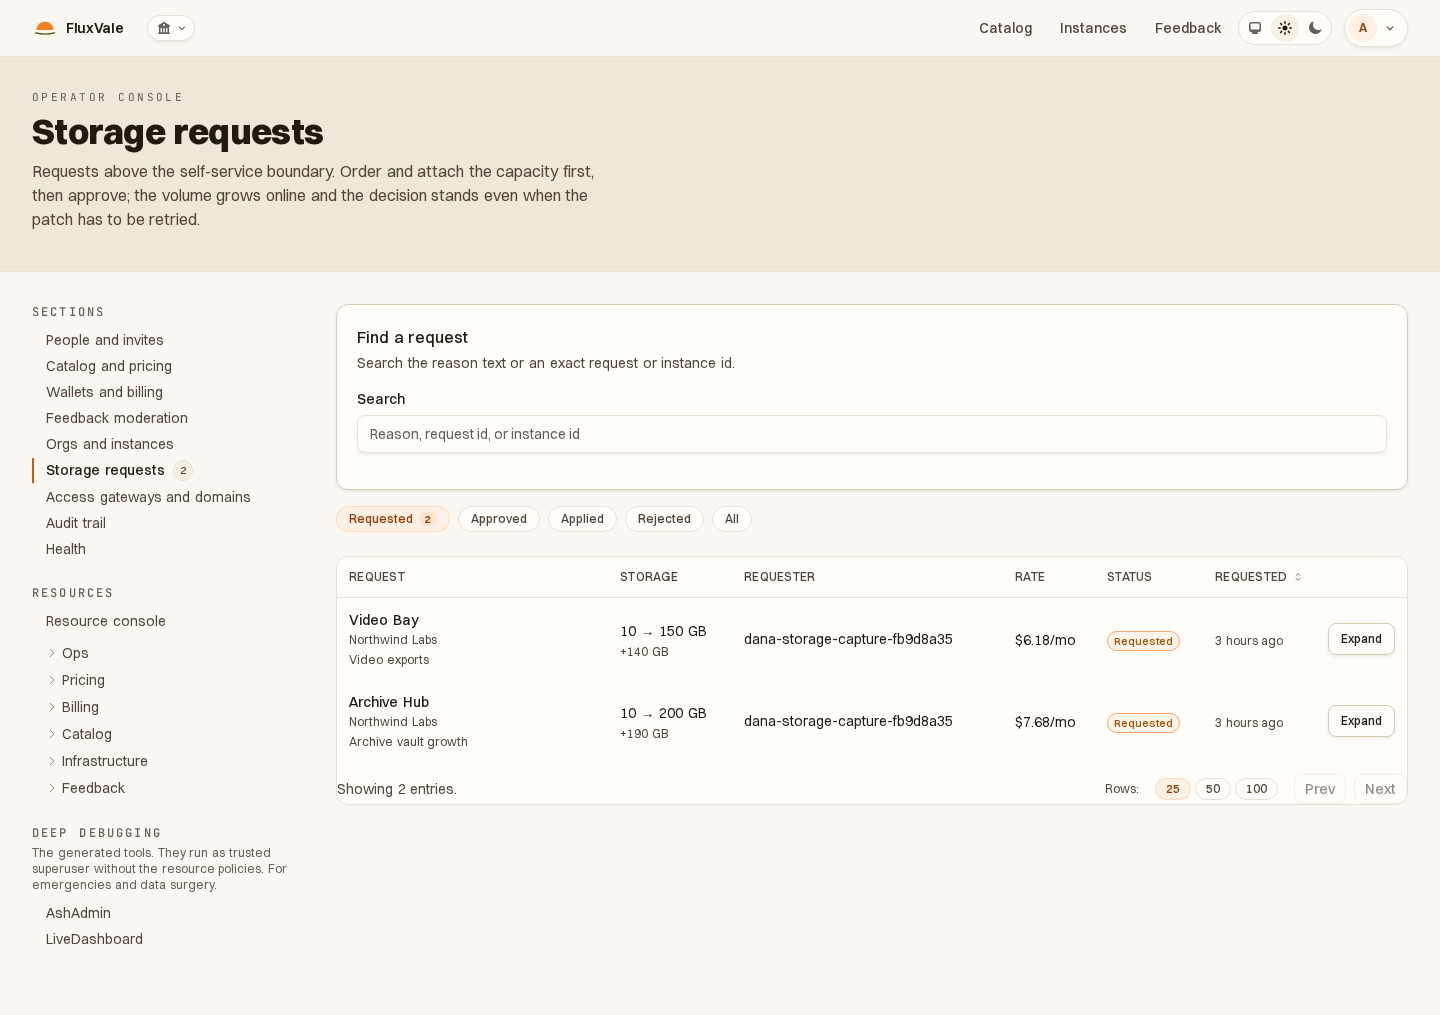 FluxVale
Catalog
Instances
Feedback
A
OPERATOR CONSOLE
Storage requests
Requests above the self-service boundary. Order and attach the capacity first,
then approve; the volume grows online and the decision stands even when the
patch has to be retried.
SECTIONS
People and invites
Catalog and pricing
Wallets and billing
Feedback moderation
Orgs and instances
Storage requests 2
Access gateways and domains
Audit trail
Health
RESOURCES
Resource console
Ops
Pricing
Billing
Catalog
Infrastructure
Feedback
DEEP DEBUGGING
The generated tools. They run as trusted
superuser without the resource policies. For
emergencies and data surgery.
AshAdmin
LiveDashboard
Find a request
Search the reason text or an exact request or instance id.
Search
Reason, request id, or instance id
Requested 2 Approved Applied Rejected All
REQUEST STORAGE REQUESTER RATE STATUS REQUESTED
Video Bay
Northwind Labs
Video exports
10 → 150 GB
+140 GB
dana-storage-capture-fb9d8a35
$6.18/mo
Requested
3 hours ago
Expand
Archive Hub
Northwind Labs
Archive vault growth
10 → 200 GB
+190 GB
dana-storage-capture-fb9d8a35
$7.68/mo
Requested
3 hours ago
Expand
Showing 2 entries.
Rows: 25 50 100 Prev Next